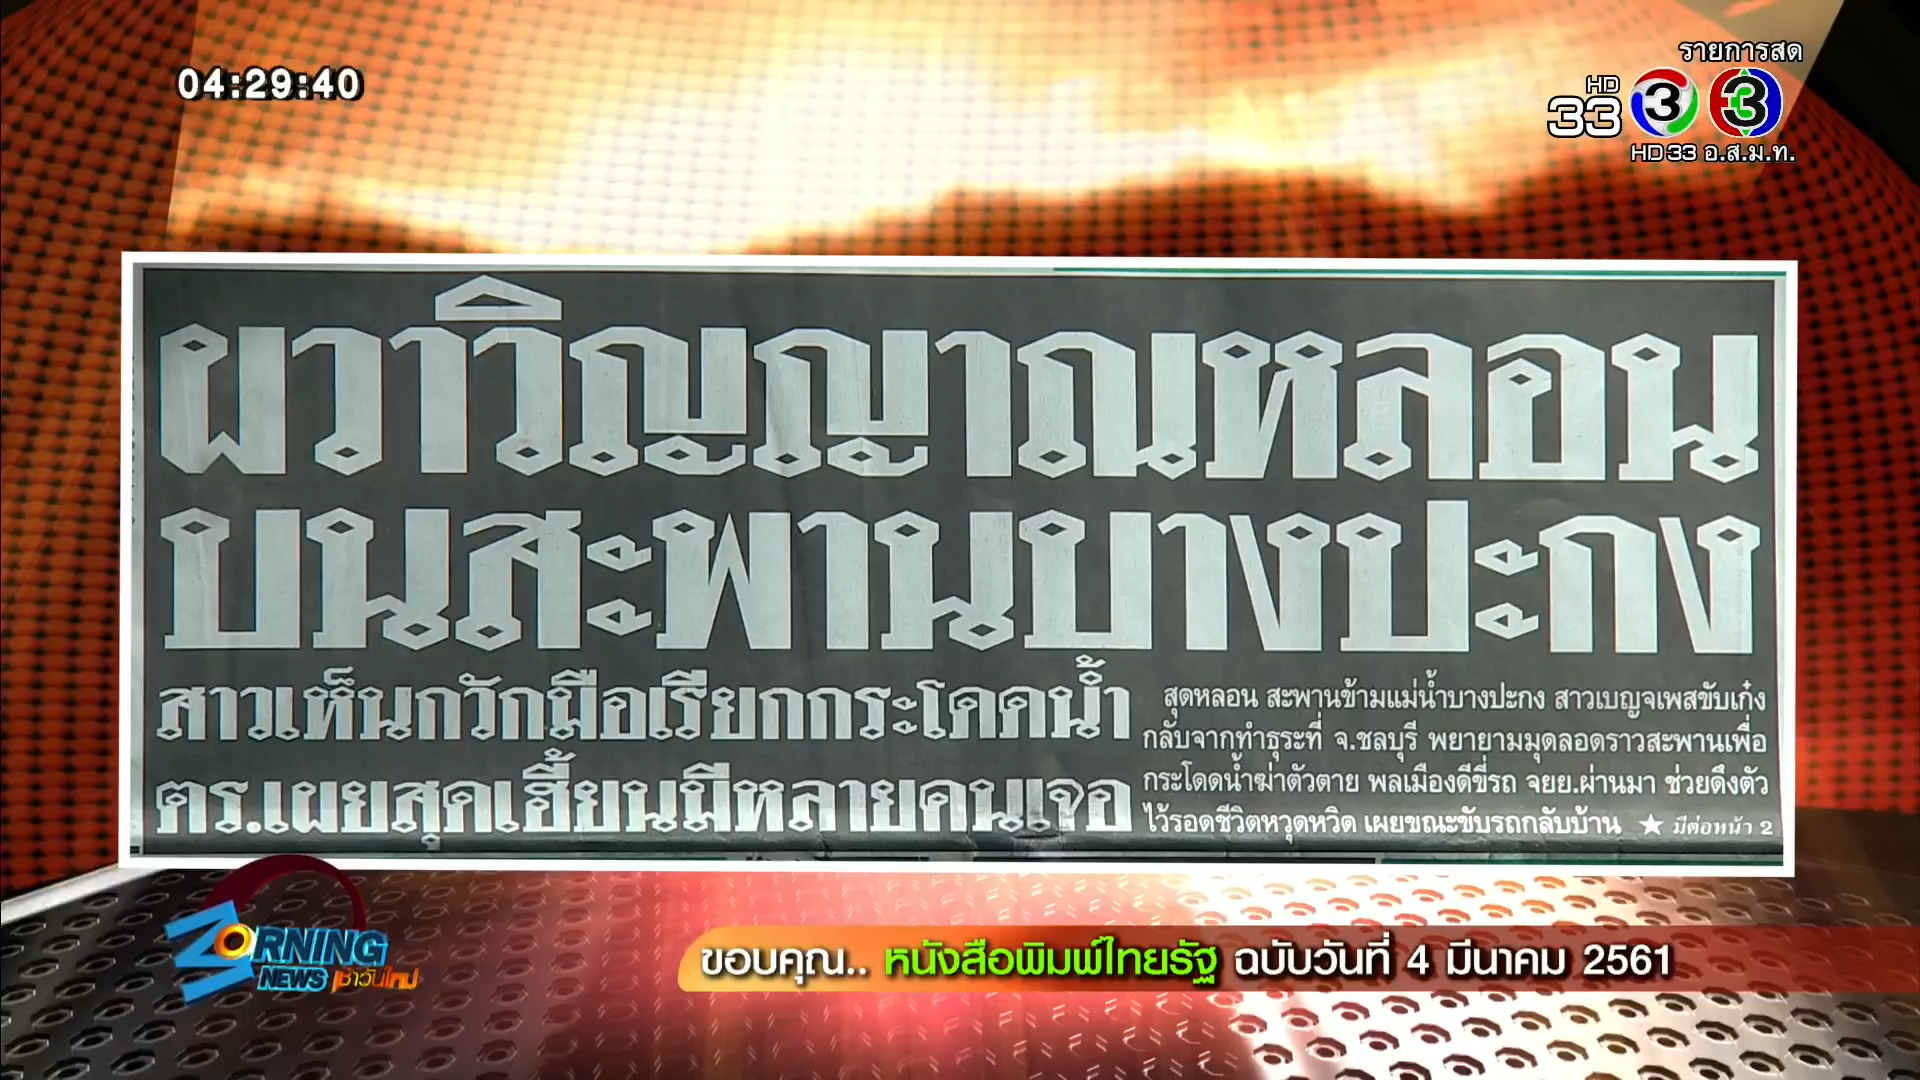 04:29:40
รายการสด
HD
33 3 3
HD 33 อ.ส.ม.ท.
ผวาวิญญาณหลอน
บนสะพานบางปะกง
สาวเห็นกวักมือเรียกกระโดดน้ำ
ตร.เผยสุดเฮี้ยนมีหลายคนเจอ
สุดหลอน สะพานข้ามแม่น้ำบางปะกง สาวเบญจเพสขับเก๋ง
กลับจากทำธุระที่ จ.ชลบุรี พยายามมุดลอดราวสะพานเพื่อ
กระโดดน้ำฆ่าตัวตาย พลเมืองดีขี่รถ จยย.ผ่านมา ช่วยดึงตัว
ไว้รอดชีวิตหวุดหวิด เผยขณะขับรถกลับบ้าน ★ มีต่อหน้า 2
3 MORNING
NEWS เช้าวันใหม่
ขอบคุณ.. หนังสือพิมพ์ไทยรัฐ ฉบับวันที่ 4 มีนาคม 2561